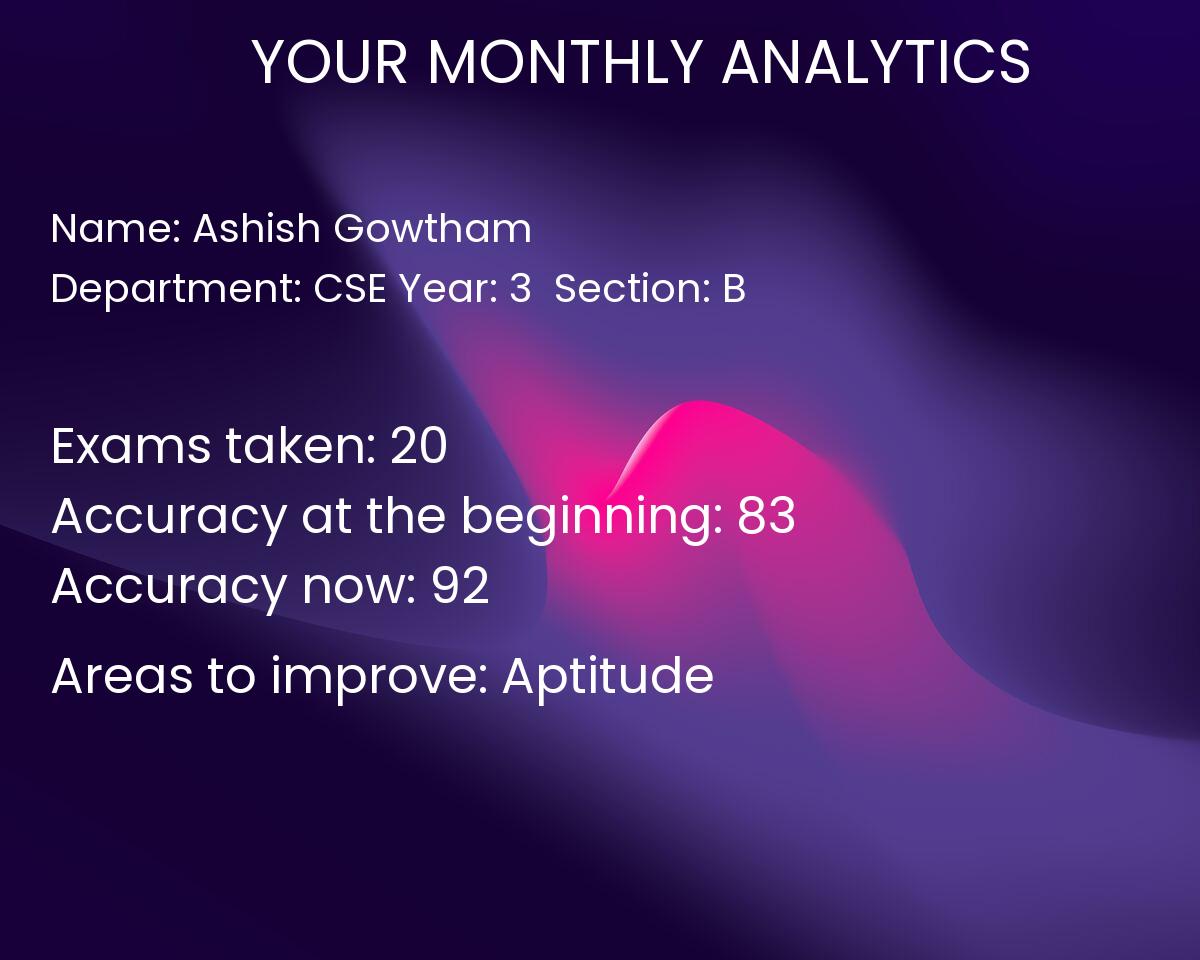 YOUR MONTHLY ANALYTICS
Name: Ashish Gowtham
Department: CSE Year: 3  Section: B
Exams taken: 20
Accuracy at the beginning: 83
Accuracy now: 92
Areas to improve: Aptitude